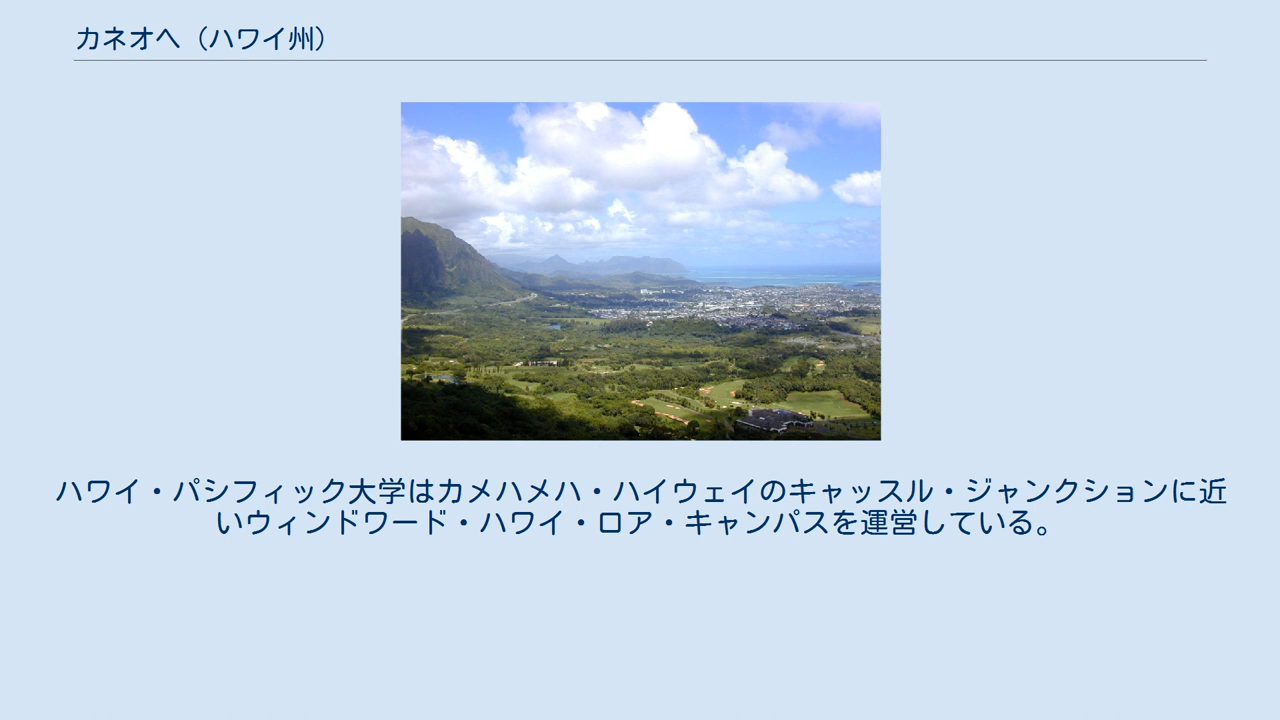 カネオヘ（ハワイ州）
ハワイ・パシフィック大学はカメハメハ・ハイウェイのキャッスル・ジャンクションに近
いウィンドワード・ハワイ・ロア・キャンパスを運営している。